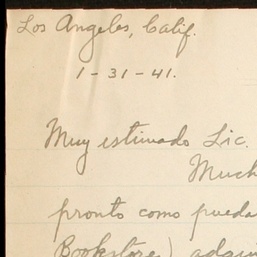 Los Angeles, Calif.
1-31-41.
Muy estimado Lic.
Much
pronto como pueda
Bookstore) adqui